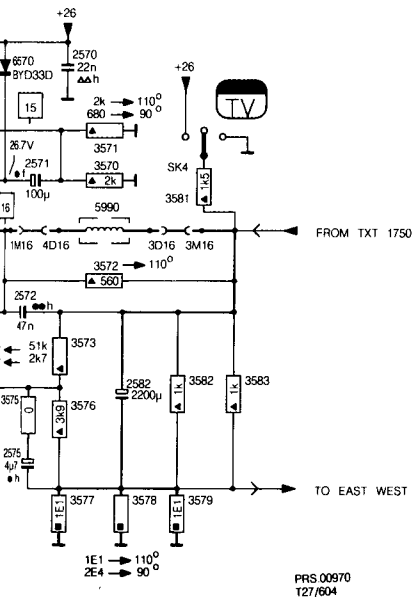 +26
6570
BYD33D
2570
22n
h
+26
15
2k → 110°
680 → 90°
TV
3571
26.7V
2571
f
100µ
3570
2k
SK4
3581
1k5
16
5990
1M16
4D16
3D16
3M16
FROM TXT 1750
3572 → 110°
560
2572
h
47n
51k
2k7
3573
2582
2200µ
3582
1k
3583
1k
3575
0
3576
3k9
2575
4µ7
h
TO EAST WEST
3577
1E1
3578
3579
1E1
1E1 → 110°
2E4 → 90°
PRS.00970
T27/604